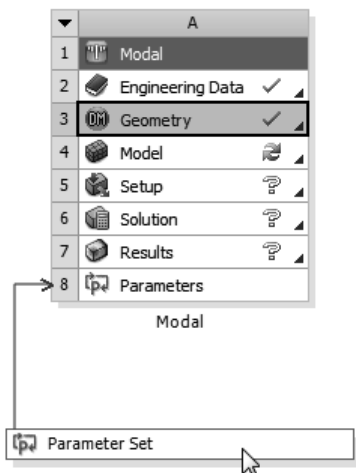 A
1 Modal
2 Engineering Data
3 DM Geometry
4 Model
5 Setup
6 Solution
7 Results
8 Parameters
Modal
Parameter Set